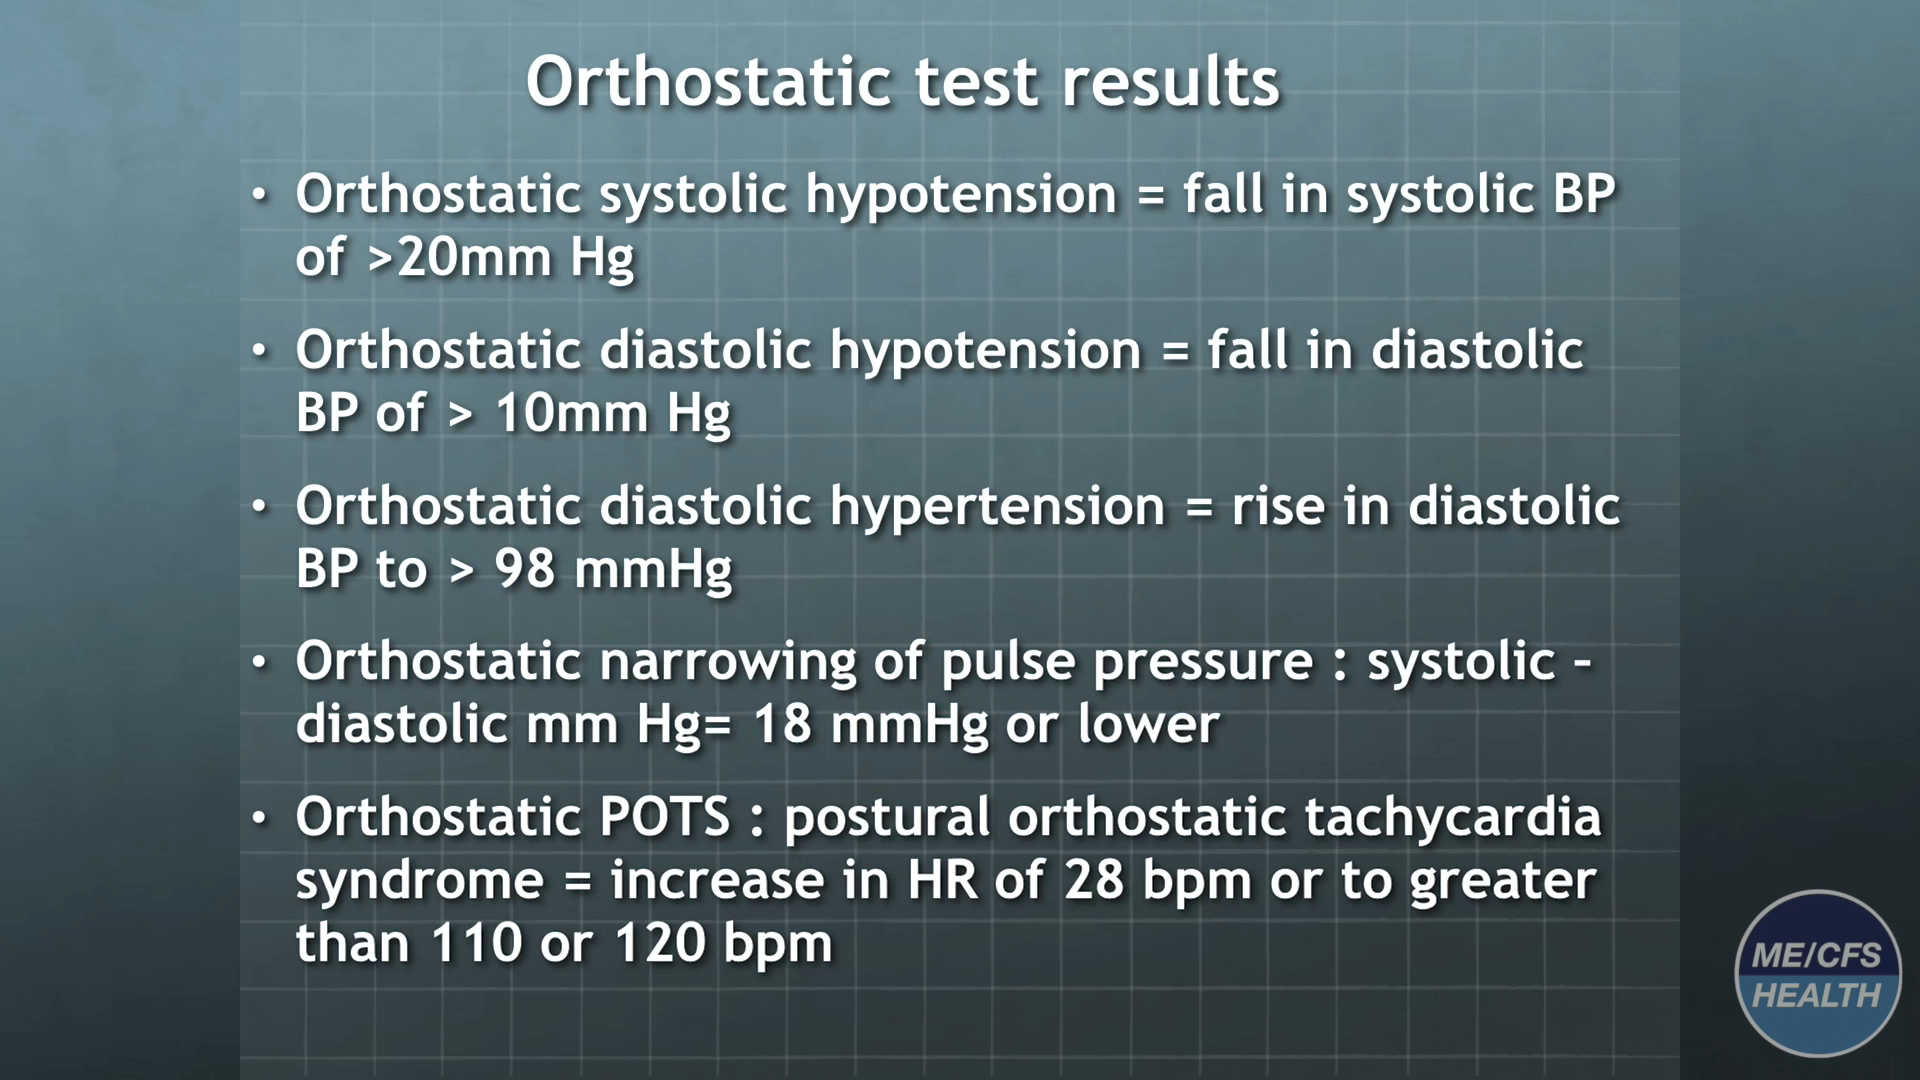 Orthostatic test results
• Orthostatic systolic hypotension = fall in systolic BP
of >20mm Hg
• Orthostatic diastolic hypotension = fall in diastolic
BP of > 10mm Hg
• Orthostatic diastolic hypertension = rise in diastolic
BP to > 98 mmHg
• Orthostatic narrowing of pulse pressure : systolic –
diastolic mm Hg= 18 mmHg or lower
• Orthostatic POTS : postural orthostatic tachycardia
syndrome = increase in HR of 28 bpm or to greater
than 110 or 120 bpm
ME/CFS
HEALTH